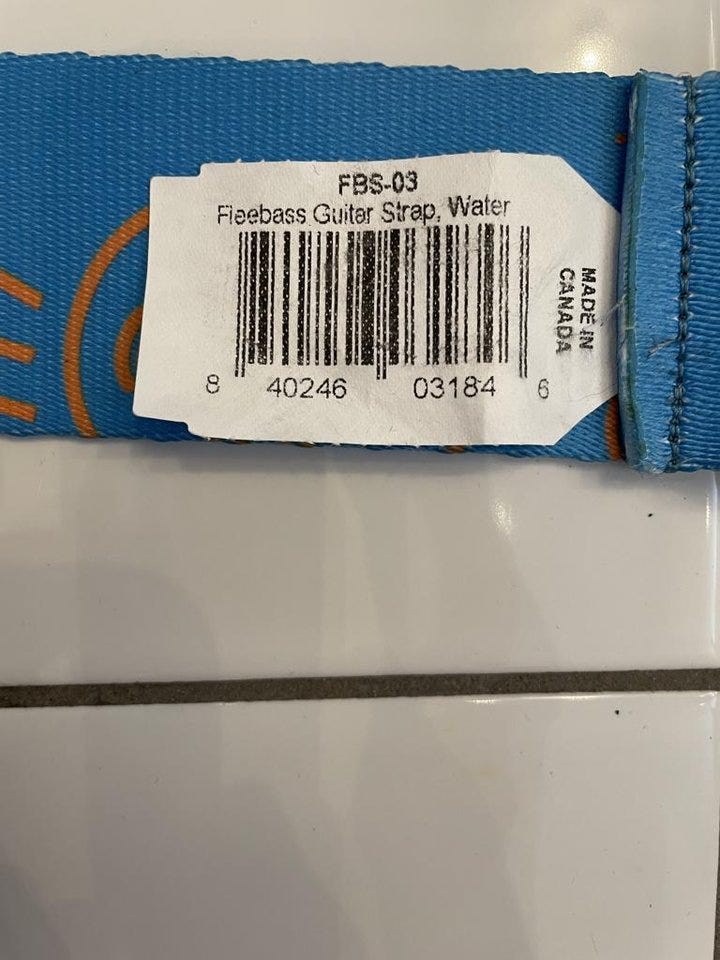 FBS-03
Fleebass Guitar Strap, Water
MADE IN
CANADA
8 40246 03184 6